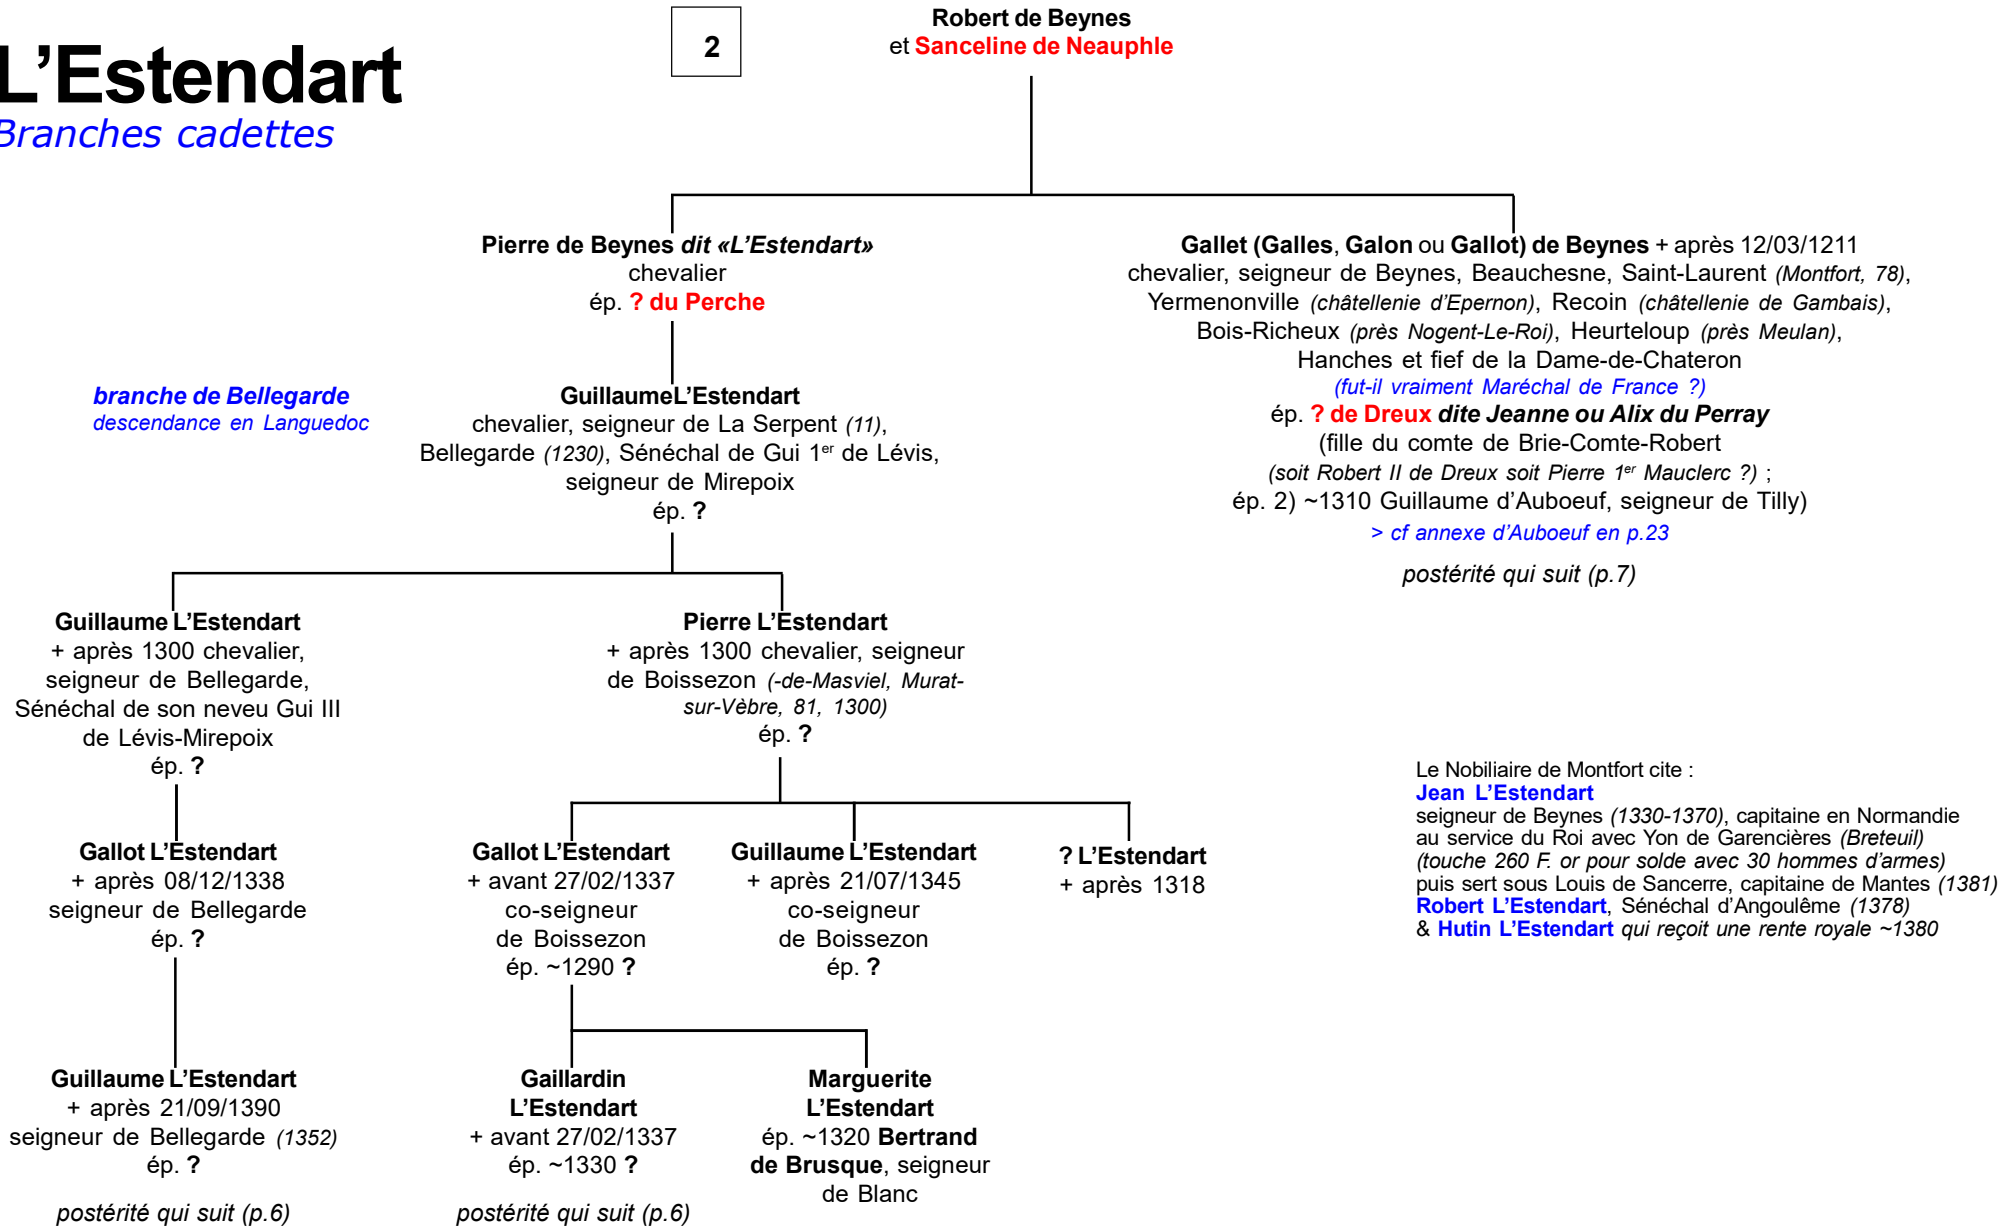 L’Estendart
Branches cadettes
2
Robert de Beynes
et Sanceline de Neauphle
Pierre de Beynes dit «L’Estendart»
chevalier
ép. ? du Perche
Gallet (Galles, Galon ou Gallot) de Beynes + après 12/03/1211
chevalier, seigneur de Beynes, Beauchesne, Saint-Laurent (Montfort, 78),
Yermenonville (châtellenie d’Epernon), Recoin (châtellenie de Gambais),
Bois-Richeux (près Nogent-Le-Roi), Heurteloup (près Meulan),
Hanches et fief de la Dame-de-Chateron
(fut-il vraiment Maréchal de France ?)
ép. ? de Dreux dite Jeanne ou Alix du Perray
(fille du comte de Brie-Comte-Robert
(soit Robert II de Dreux soit Pierre 1er Mauclerc ?) ;
ép. 2) ~1310 Guillaume d’Auboeuf, seigneur de Tilly)
> cf annexe d’Auboeuf en p.23
postérité qui suit (p.7)
branche de Bellegarde
descendance en Languedoc
GuillaumeL’Estendart
chevalier, seigneur de La Serpent (11),
Bellegarde (1230), Sénéchal de Gui 1er de Lévis,
seigneur de Mirepoix
ép. ?
Guillaume L’Estendart
+ après 1300 chevalier,
seigneur de Bellegarde,
Sénéchal de son neveu Gui III
de Lévis-Mirepoix
ép. ?
Pierre L’Estendart
+ après 1300 chevalier, seigneur
de Boissezon (-de-Masviel, Murat-
sur-Vèbre, 81, 1300)
ép. ?
Gallot L’Estendart
+ après 08/12/1338
seigneur de Bellegarde
ép. ?
Gallot L’Estendart
+ avant 27/02/1337
co-seigneur
de Boissezon
ép. ~1290 ?
Guillaume L’Estendart
+ après 21/07/1345
co-seigneur
de Boissezon
ép. ?
? L’Estendart
+ après 1318
Le Nobiliaire de Montfort cite :
Jean L’Estendart
seigneur de Beynes (1330-1370), capitaine en Normandie
au service du Roi avec Yon de Garencières (Breteuil)
(touche 260 F. or pour solde avec 30 hommes d’armes)
puis sert sous Louis de Sancerre, capitaine de Mantes (1381)
Robert L’Estendart, Sénéchal d’Angoulême (1378)
& Hutin L’Estendart qui reçoit une rente royale ~1380
Guillaume L’Estendart
+ après 21/09/1390
seigneur de Bellegarde (1352)
ép. ?
postérité qui suit (p.6)
Gaillardin
L’Estendart
+ avant 27/02/1337
ép. ~1330 ?
postérité qui suit (p.6)
Marguerite
L’Estendart
ép. ~1320 Bertrand
de Brusque, seigneur
de Blanc